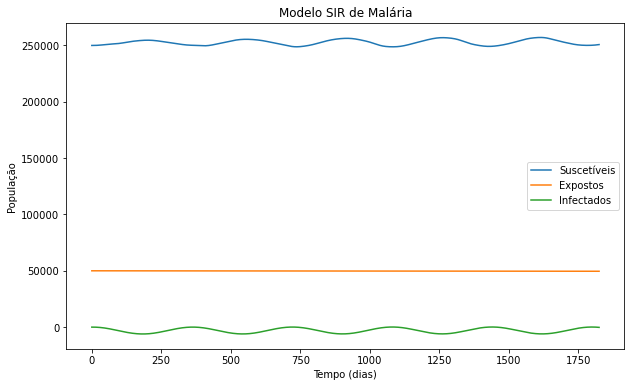 Modelo SIR de Malária
População
250000
200000
150000
100000
50000
0
Suscetíveis
Expostos
Infectados
0 250 500 750 1000 1250 1500 1750
Tempo (dias)